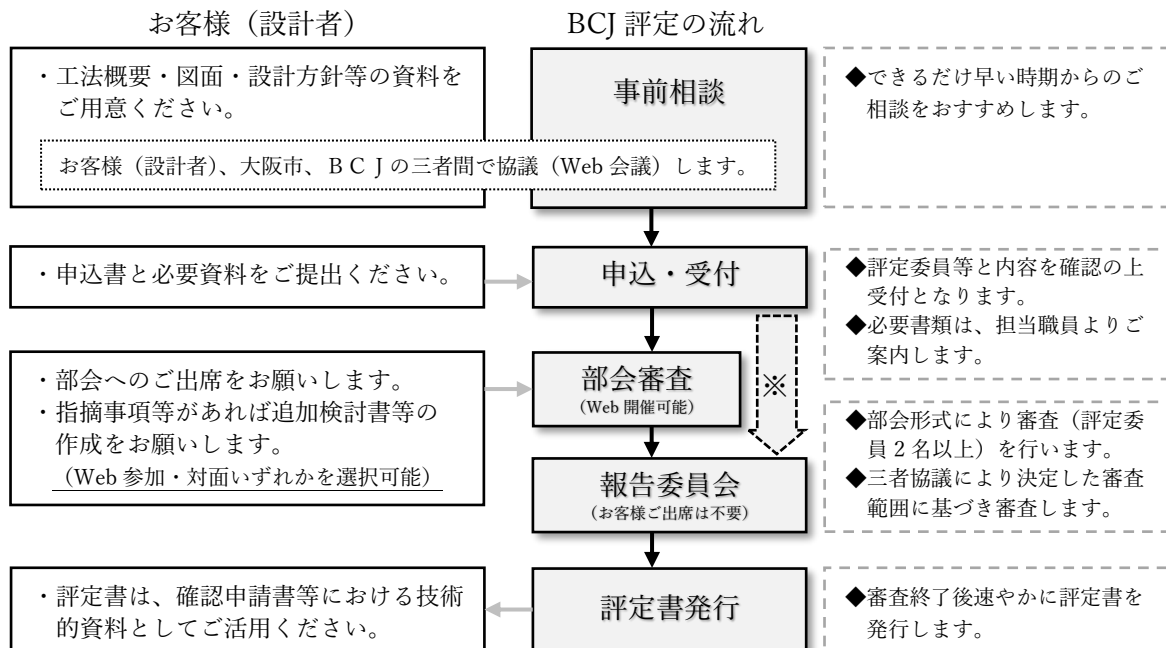 お客様（設計者）
BCJ 評定の流れ
・工法概要・図面・設計方針等の資料を
ご用意ください。
事前相談
◆できるだけ早い時期からのご
相談をおすすめします。
お客様（設計者）、大阪市、ＢＣＪの三者間で協議（Web 会議）します。
・申込書と必要資料をご提出ください。
申込・受付
◆評定委員等と内容を確認の上
受付となります。
◆必要書類は、担当職員よりご
案内します。
・部会へのご出席をお願いします。
・指摘事項等があれば追加検討書等の
作成をお願いします。
（Web 参加・対面いずれかを選択可能）
部会審査
（Web 開催可能）
※
◆部会形式により審査（評定委
員２名以上）を行います。
◆三者協議により決定した審査
範囲に基づき審査します。
報告委員会
（お客様ご出席は不要）
・評定書は、確認申請書等における技術
的資料としてご活用ください。
評定書発行
◆審査終了後速やかに評定書を
発行します。